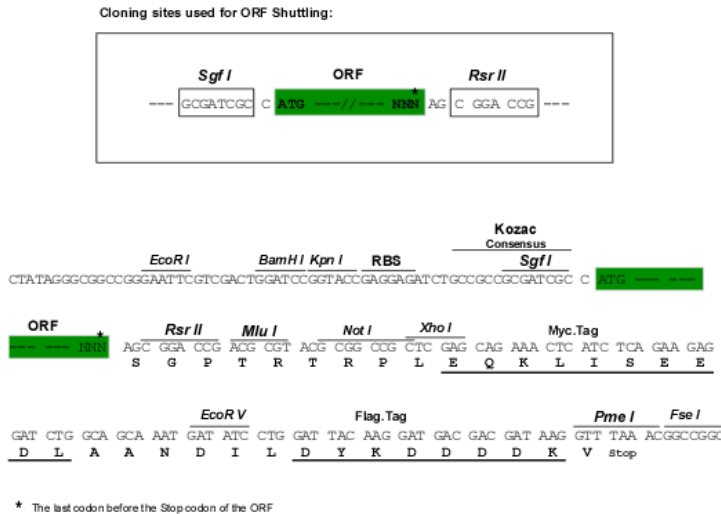 Cloning sites used for ORF Shuttling:
Sgf I ORF Rsr II
*
--- GCGATCGC C ATG ---//--- NNN AG C GGA CCG ---
Kozac
Consensus
EcoR I BamH I Kpn I RBS Sgf I
CTATAGGGCGGCCGGGAATTCGTCGACTGGATCCGGTACCGAGGAGATCTGCCGCCGCGATCGC C ATG --- ---
ORF * Rsr II Mlu I Not I Xho I Myc.Tag
--- --- NNN AGC GGA CCG ACG CGT ACG CGG CCG CTC GAG CAG AAA CTC ATC TCA GAA GAG
S G P T R T R P L E Q K L I S E E
EcoR V Flag.Tag Pme I Fse I
GAT CTG GCA GCA AAT GAT ATC CTG GAT TAC AAG GAT GAC GAC GAT AAG GTT TAA ACGGCCGGC
D L A A N D I L D Y K D D D D K V Stop
* The last codon before the Stop codon of the ORF